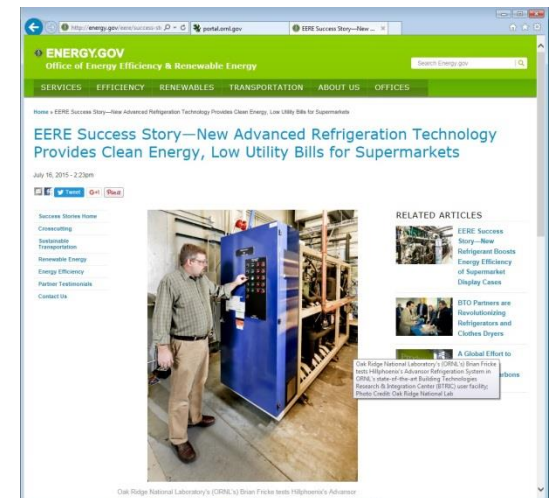 http://energy.gov/eere/success-st
portal.ornl.gov
EERE Success Story—New ...
ENERGY.GOV
Office of Energy Efficiency & Renewable Energy
Search Energy.gov
SERVICES EFFICIENCY RENEWABLES TRANSPORTATION ABOUT US OFFICES
Home » EERE Success Story—New Advanced Refrigeration Technology Provides Clean Energy, Low Utility Bills for Supermarkets
EERE Success Story—New Advanced Refrigeration Technology
Provides Clean Energy, Low Utility Bills for Supermarkets
July 16, 2015 - 2:23pm
Tweet G+1 Pin it
Success Stories Home
Crosscutting
Sustainable
Transportation
Renewable Energy
Energy Efficiency
Partner Testimonials
Contact Us
RELATED ARTICLES
EERE Success
Story—New
Refrigerant Boosts
Energy Efficiency
of Supermarket
Display Cases
BTO Partners are
Revolutionizing
Refrigerators and
Clothes Dryers
A Global Effort to
Oak Ridge National Laboratory's (ORNL's) Brian Fricke
tests Hillphoenix's Advansor Refrigeration System in
ORNL's state-of-the-art Building Technologies
Research & Integration Center (BTRIC) user facility;
Photo Credit: Oak Ridge National Lab
Oak Ridge National Laboratory's (ORNL's) Brian Fricke tests Hillphoenix's Advansor